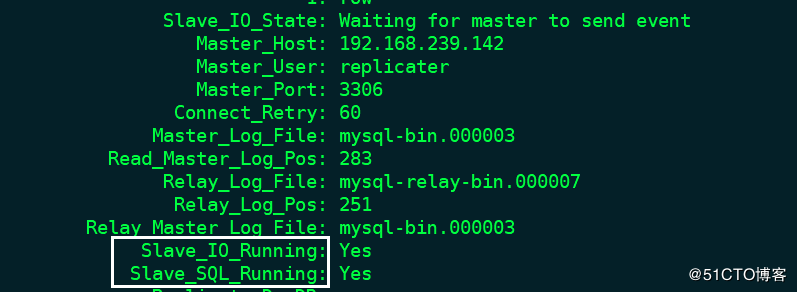 Slave_IO_State: Waiting for master to send event
Master_Host: 192.168.239.142
Master_User: replicater
Master_Port: 3306
Connect_Retry: 60
Master_Log_File: mysql-bin.000003
Read_Master_Log_Pos: 283
Relay_Log_File: mysql-relay-bin.000007
Relay_Log_Pos: 251
Relay_Master_Log_File: mysql-bin.000003
Slave_IO_Running: Yes
Slave_SQL_Running: Yes
@51CTO博客